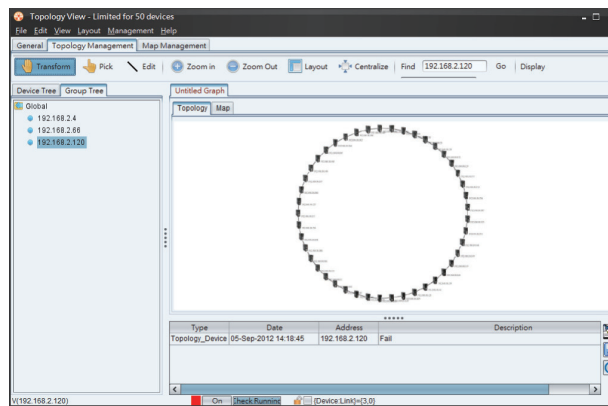 Topology View - Limited for 50 devices
File Edit View Layout Management Help
General Topology Management Map Management
Transform Pick Edit Zoom in Zoom Out Layout Centralize Find 192.168.2.120 Go Display
Device Tree Group Tree
Untitled Graph
Global
192.168.2.4
192.168.2.66
192.168.2.120
Topology Map
Type Date Address Description
Topology_Device 05-Sep-2012 14:18:45 192.168.2.120 Fail
V(192.168.2.120) On Check Running {Device:Link}={3,0}